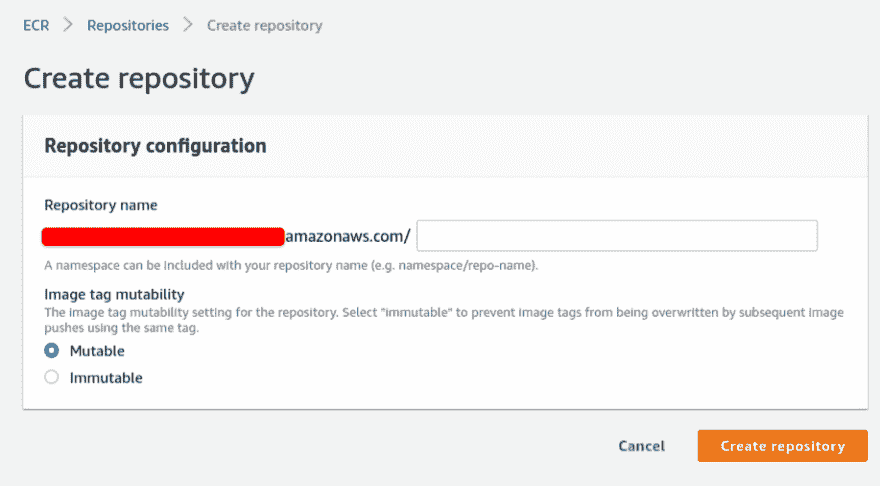 ECR > Repositories > Create repository
Create repository
Repository configuration
Repository name
amazonaws.com/
A namespace can be included with your repository name (e.g. namespace/repo-name).
Image tag mutability
The image tag mutability setting for the repository. Select "immutable" to prevent image tags from being overwritten by subsequent image
pushes using the same tag.
Mutable
Immutable
Cancel Create repository